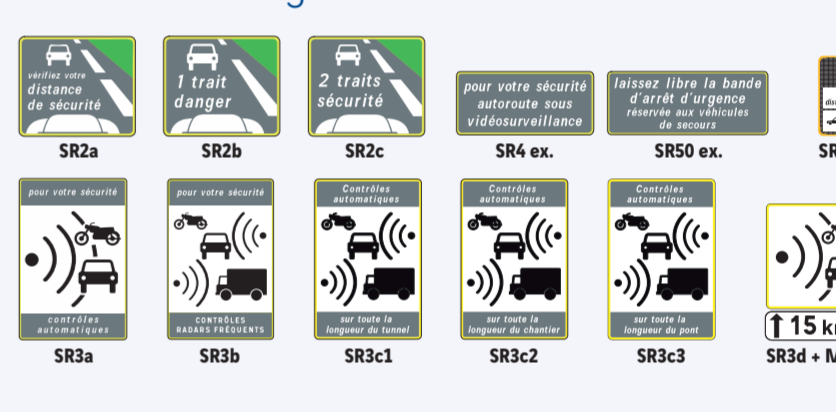 vérifiez votre
distance
de sécurité
SR2a
1 trait
danger
SR2b
2 traits
sécurité
SR2c
pour votre sécurité
autoroute sous
vidéosurveillance
SR4 ex.
laissez libre la bande
d'arrêt d'urgence
réservée aux véhicules
de secours
SR50 ex.
pour votre sécurité
contrôles
automatiques
SR3a
pour votre sécurité
CONTRÔLES
RADARS FRÉQUENTS
SR3b
Contrôles
automatiques
sur toute la
longueur du tunnel
SR3c1
Contrôles
automatiques
sur toute la
longueur du chantier
SR3c2
Contrôles
automatiques
sur toute la
longueur du pont
SR3c3
15
SR3d +